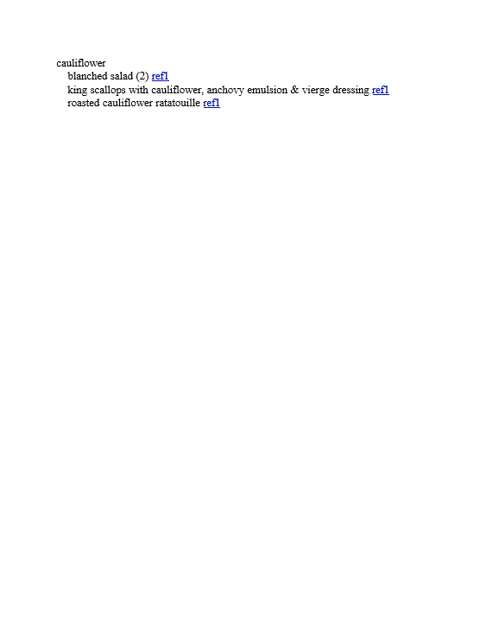 cauliflower
blanched salad (2) ref1
king scallops with cauliflower, anchovy emulsion & vierge dressing ref1
roasted cauliflower ratatouille ref1